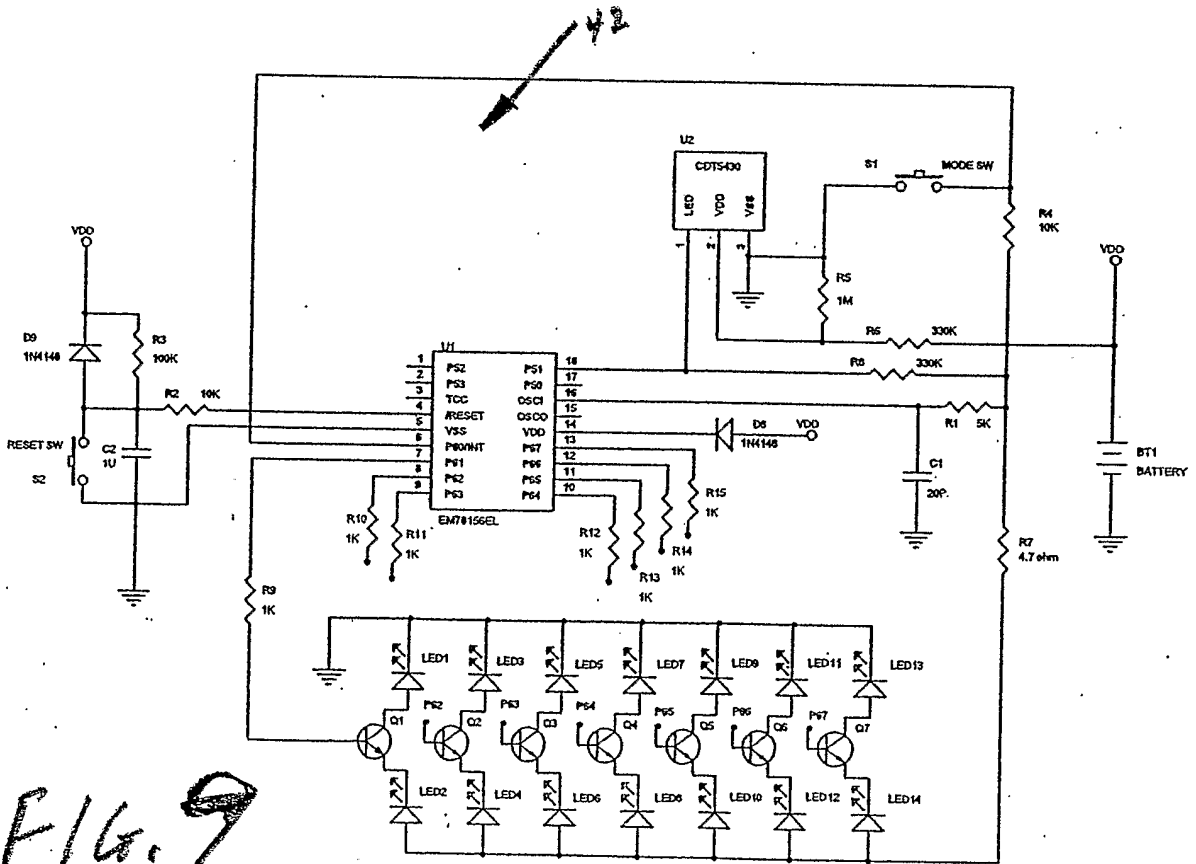 42
U2
CDT5430
LED VDD VSS
1 2 3
S1 MODE SW
R4
10K
VDD
VDD
R5
1M
D9
1N4148
R3
100K
R6 330K
R8 330K
R2 10K
RESET SW
S2
C2
1U
U1
1 P52
2 P53
3 TCC
4 /RESET
5 VSS
6 P60/INT
7 P61
8 P62
9 P63
P51 18
P50 17
OSCI 16
OSCO 15
VDD 14
P67 13
P66 12
P65 11
P64 10
EM78156EL
D8
1N4148
VDD
R1 5K
C1
20P.
BT1
BATTERY
R10
1K
R11
1K
R12
1K
R13
1K
R14
1K
R15
1K
R7
4.7 ohm
R9
1K
LED1 LED3 LED5 LED7 LED9 LED11 LED13
P62 P63 P64 P65 P66 P67
Q1 Q2 Q3 Q4 Q5 Q6 Q7
LED2 LED4 LED6 LED8 LED10 LED12 LED14
FIG. 9